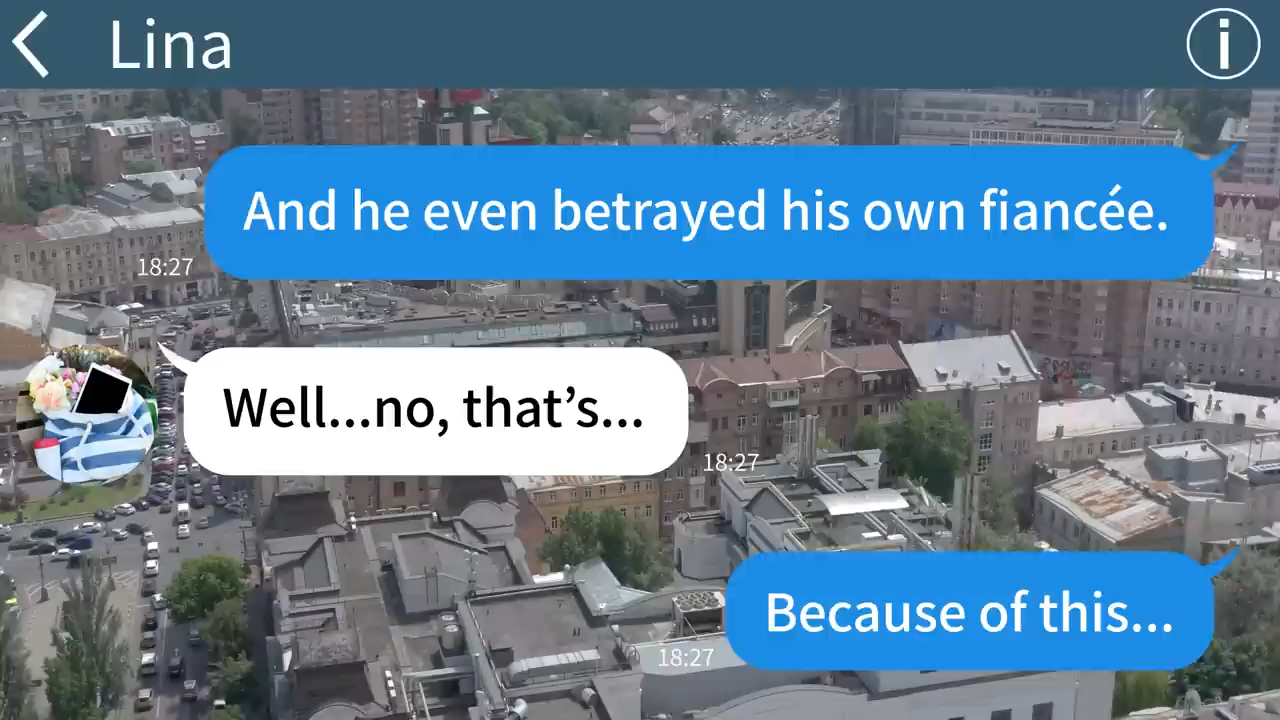 Lina
And he even betrayed his own fiancée.
18:27
Well...no, that’s...
18:27
Because of this...
18:27